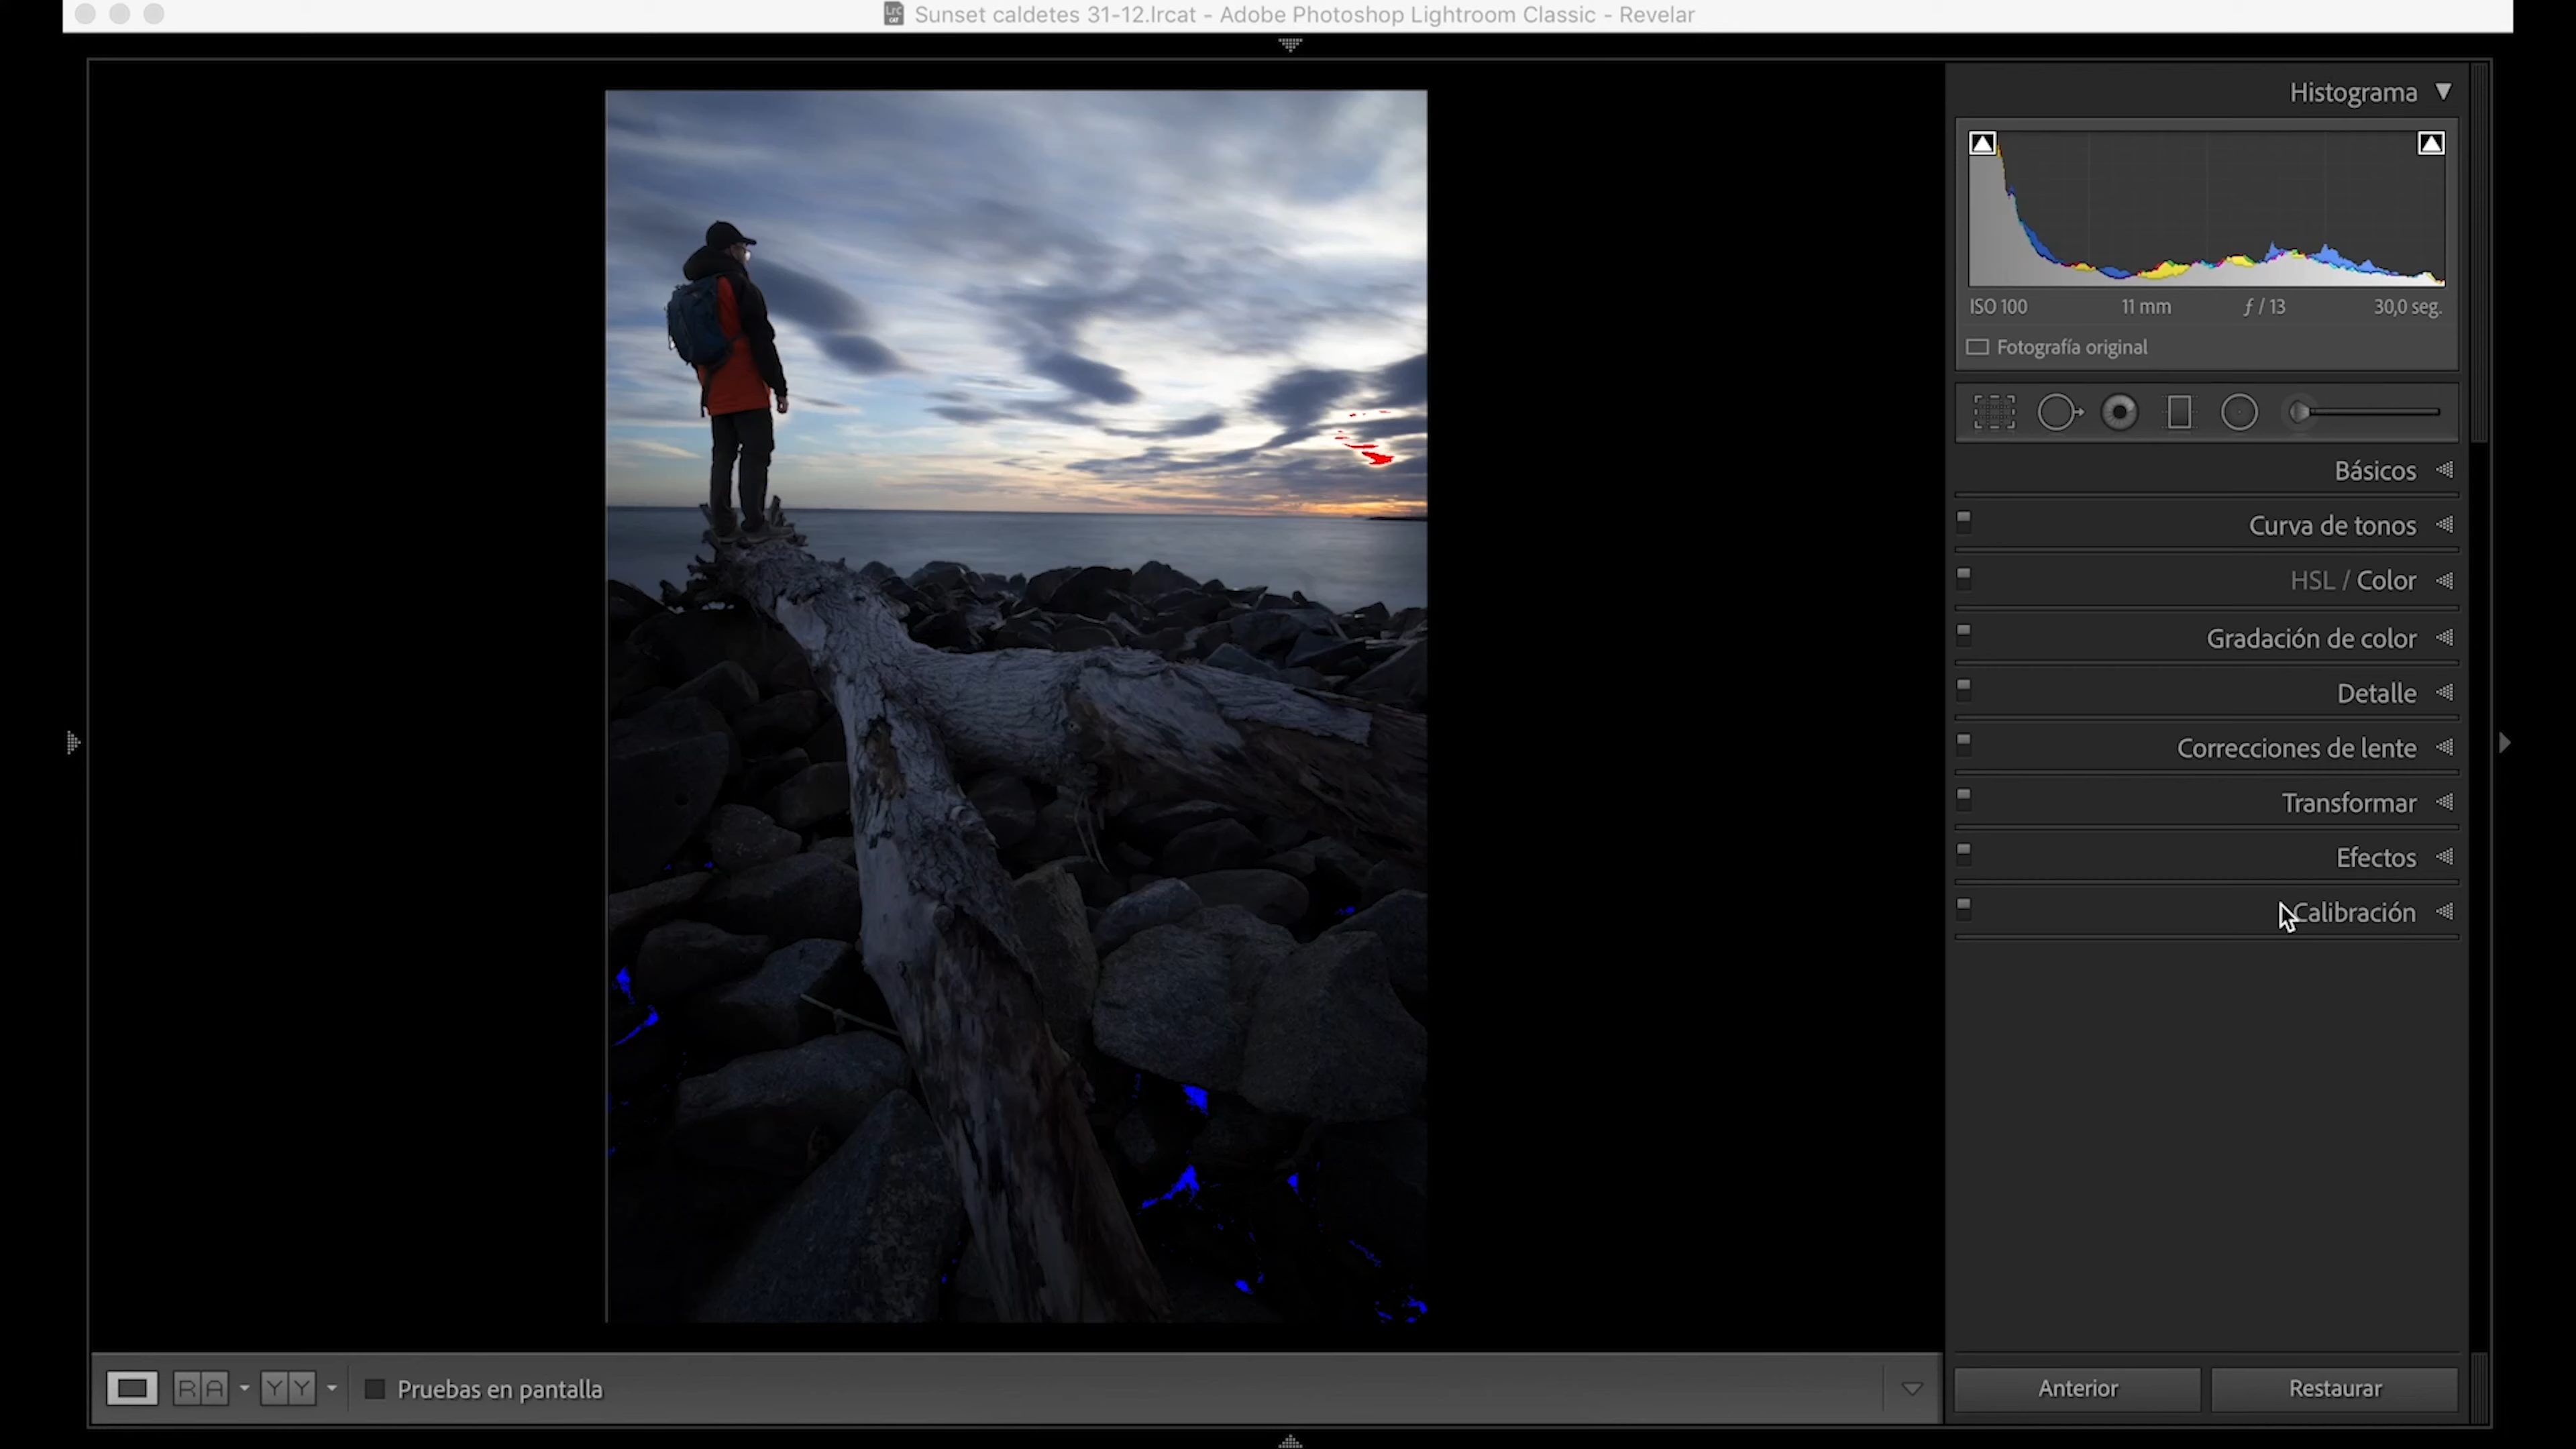 Sunset caldetes 31-12.lrcat - Adobe Photoshop Lightroom Classic - Revelar
Histograma
ISO 100 11 mm ƒ / 13 30,0 seg.
Fotografía original
Básicos
Curva de tonos
HSL / Color
Gradación de color
Detalle
Correcciones de lente
Transformar
Efectos
Calibración
R A Y Y Pruebas en pantalla
Anterior Restaurar